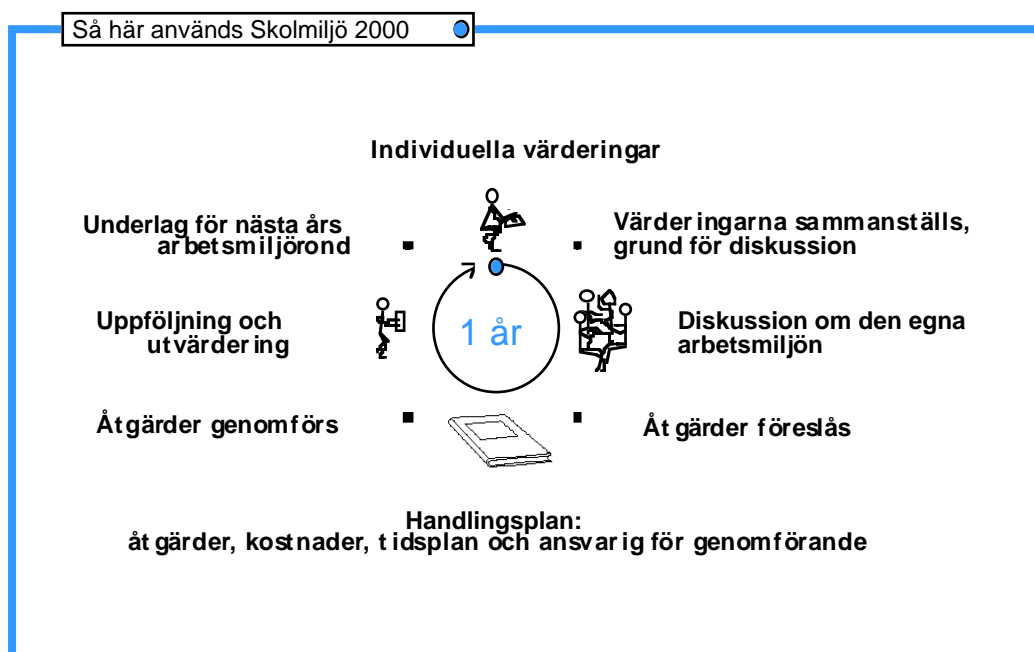 Så här används Skolmiljö 2000
Individuella värderingar
Underlag för nästa års
arbetsmiljörond
Värderingarna sammanställs,
grund för diskussion
Uppföljning och
utvärdering
1 år
Diskussion om den egna
arbetsmiljön
Åtgärder genomförs
Åtgärder föreslås
Handlingsplan:
åtgärder, kostnader, tidsplan och ansvarig för genomförande